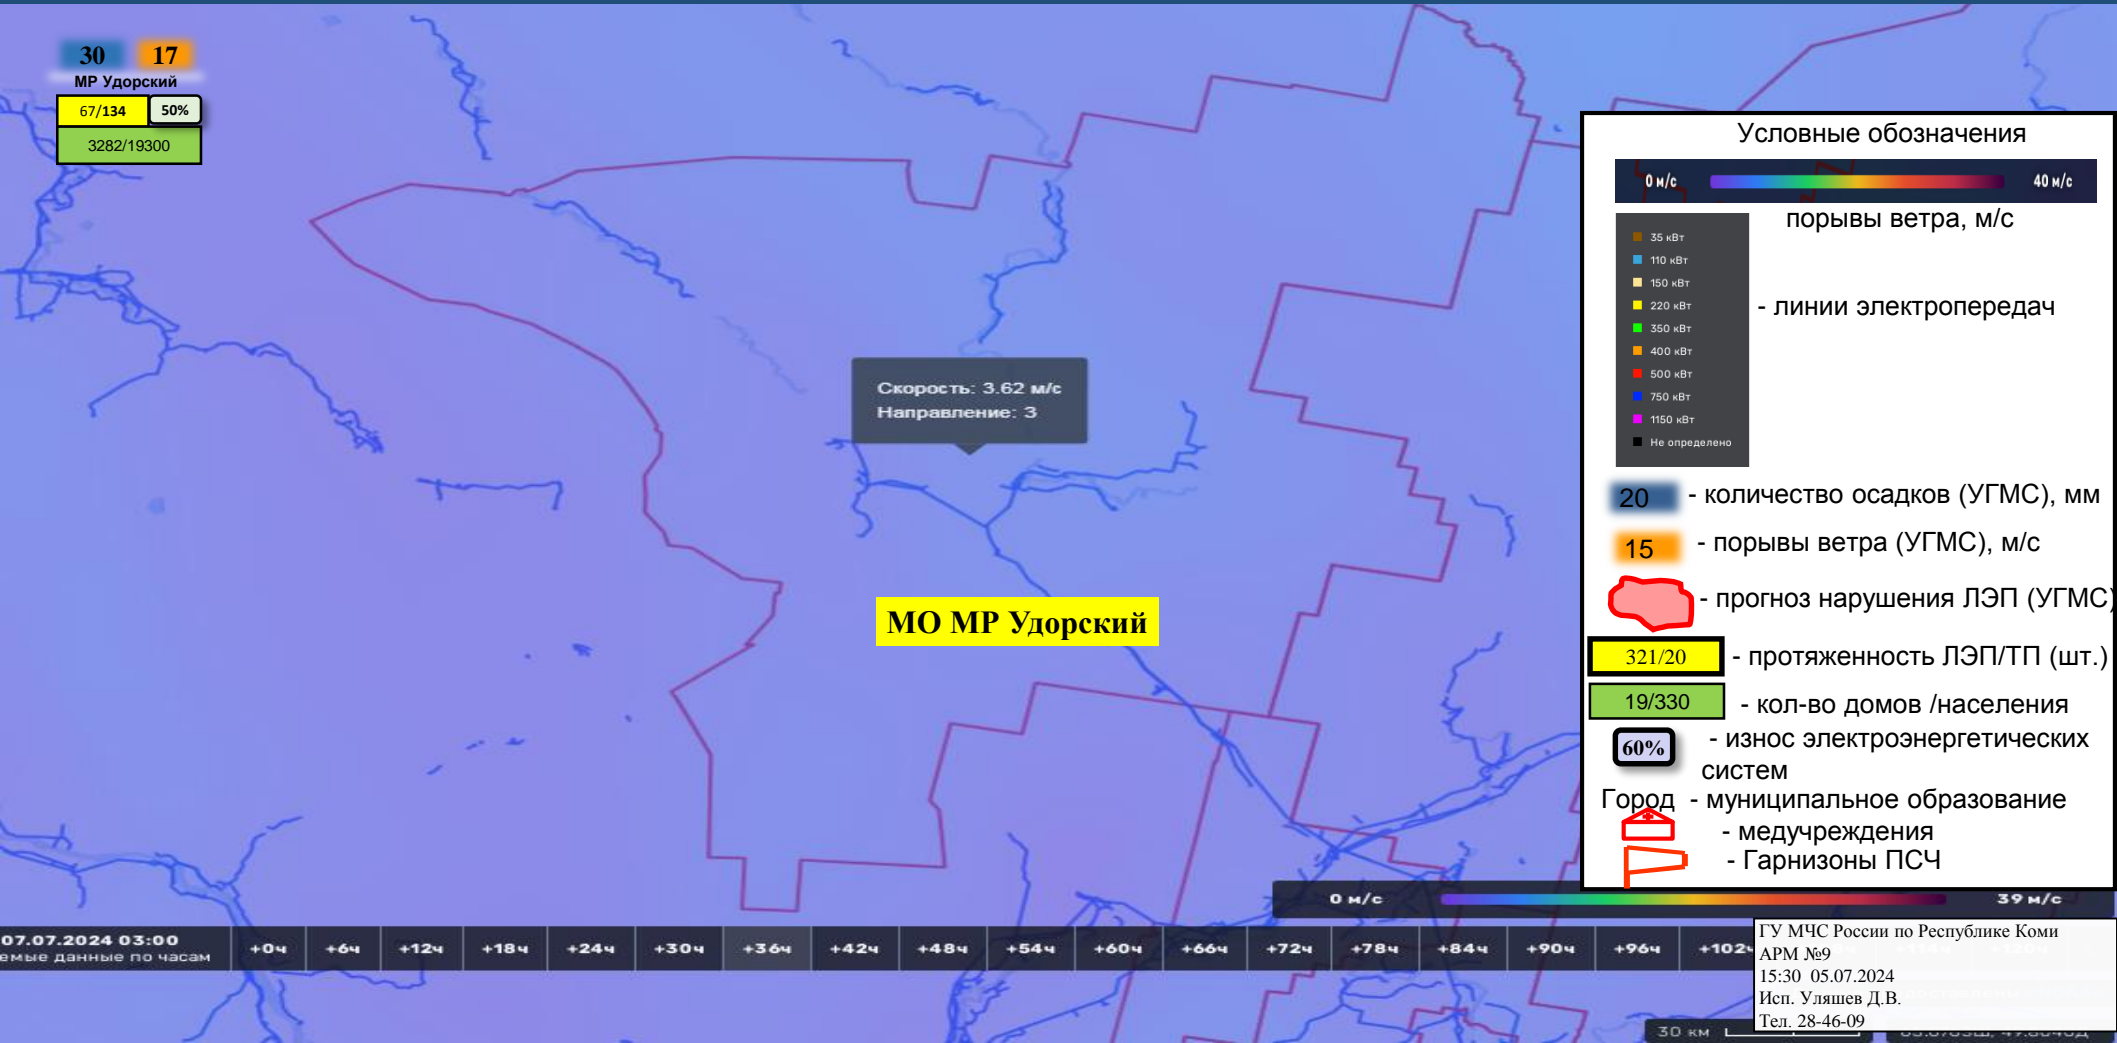 30 17
МР Удорский
67/134 50%
3282/19300
Скорость: 3.62 м/с
Направление: З
МО МР Удорский
Условные обозначения
0 м/с 40 м/с
порывы ветра, м/с
35 кВт
110 кВт
150 кВт
220 кВт
350 кВт
400 кВт
500 кВт
750 кВт
1150 кВт
Не определено
- линии электропередач
20 - количество осадков (УГМС), мм
15 - порывы ветра (УГМС), м/с
- прогноз нарушения ЛЭП (УГМС)
321/20 - протяженность ЛЭП/ТП (шт.)
19/330 - кол-во домов /населения
60% - износ электроэнергетических
систем
Город - муниципальное образование
- медучреждения
- Гарнизоны ПСЧ
0 м/с 39 м/с
07.07.2024 03:00
данные по часам
+0ч +6ч +12ч +18ч +24ч +30ч +36ч +42ч +48ч +54ч +60ч +66ч +72ч +78ч +84ч +90ч +96ч +102ч
ГУ МЧС России по Республике Коми
АРМ №9
15:30 05.07.2024
Исп. Уляшев Д.В.
Тел. 28-46-09
30 км